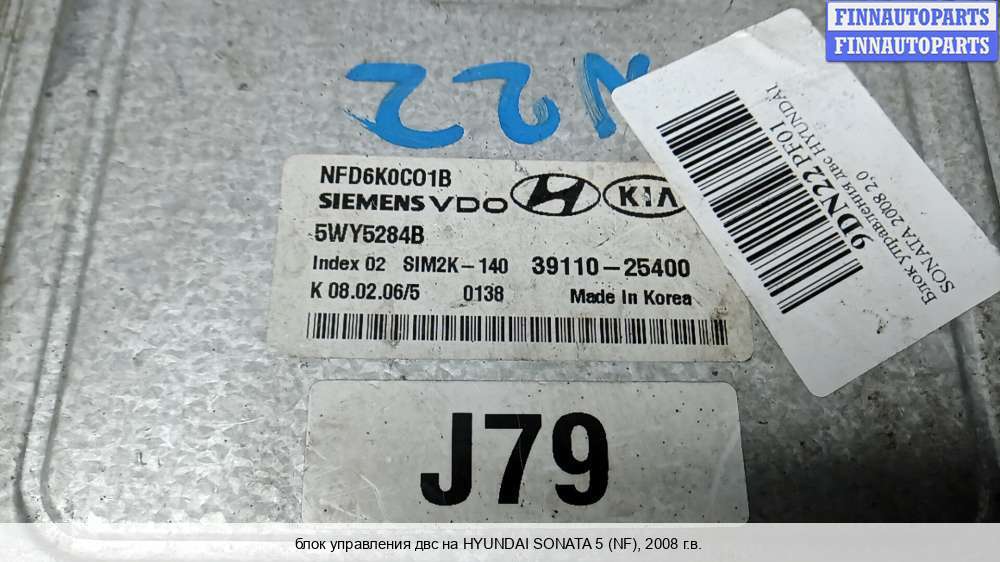 FINNAUTOPARTS
FINNAUTOPARTS
N22
9DN22PF01
Блок управления двс HYUNDAI
SONATA 2008 2,0
NFD6K0C01B
SIEMENS VDO KIA
5WY5284B
Index 02 SIM2K-140 39110-25400
K 08.02.06/5 0138 Made In Korea
J79
блок управления двс на HYUNDAI SONATA 5 (NF), 2008 г.в.